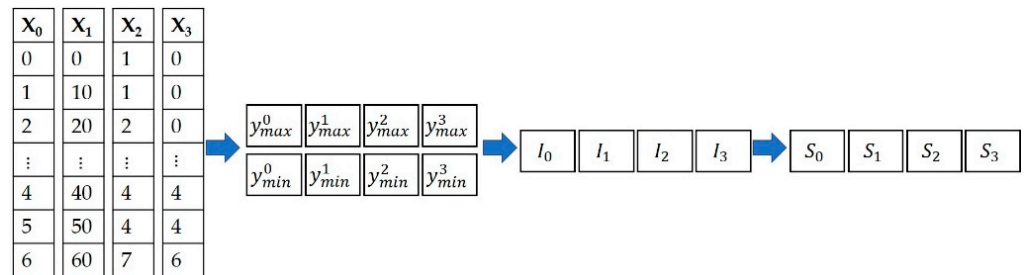 X₀ X₁ X₂ X₃
0 0 1 0
1 10 1 0
2 20 2 0
⋮ ⋮ ⋮ ⋮
4 40 4 4
5 50 4 4
6 60 7 6
y⁰ₘₐₓ y¹ₘₐₓ y²ₘₐₓ y³ₘₐₓ
y⁰ₘᵢₙ y¹ₘᵢₙ y²ₘᵢₙ y³ₘᵢₙ
I₀ I₁ I₂ I₃
S₀ S₁ S₂ S₃